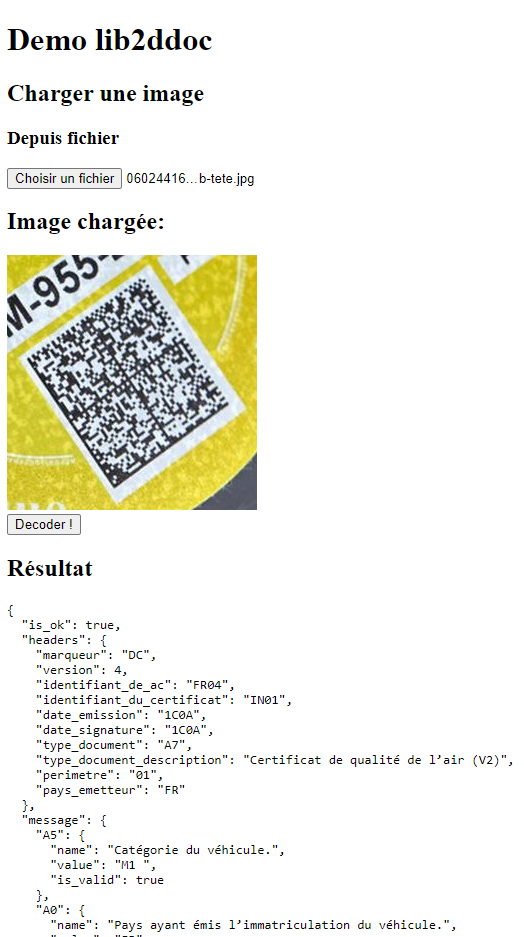 Demo lib2ddoc
Charger une image
Depuis fichier
Choisir un fichier 06024416...b-tete.jpg
Image chargée:
M-955-
Decoder !
Résultat
{
"is_ok": true,
"headers": {
"marqueur": "DC",
"version": 4,
"identifiant_de_ac": "FR04",
"identifiant_du_certificat": "IN01",
"date_emission": "1C0A",
"date_signature": "1C0A",
"type_document": "A7",
"type_document_description": "Certificat de qualité de l’air (V2)",
"perimetre": "01",
"pays_emetteur": "FR"
},
"message": {
"A5": {
"name": "Catégorie du véhicule.",
"value": "M1 ",
"is_valid": true
},
"A0": {
"name": "Pays ayant émis l’immatriculation du véhicule.",